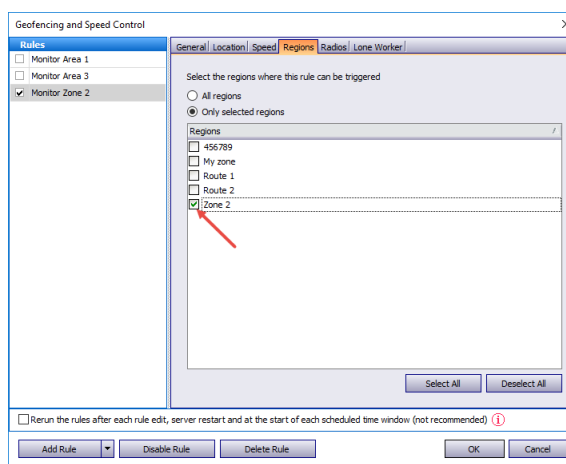 Geofencing and Speed Control
Rules
Monitor Area 1
Monitor Area 3
Monitor Zone 2
General Location Speed Regions Radios Lone Worker
Select the regions where this rule can be triggered
All regions
Only selected regions
Regions
456789
My zone
Route 1
Route 2
Zone 2
Select All Deselect All
Rerun the rules after each rule edit, server restart and at the start of each scheduled time window (not recommended) i
Add Rule Disable Rule Delete Rule OK Cancel